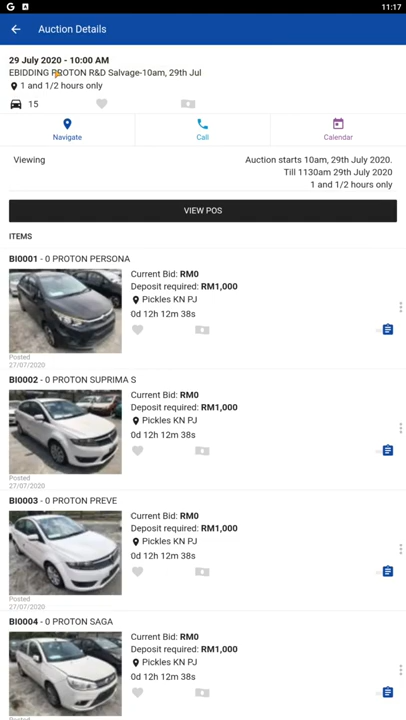 11:17
Auction Details
29 July 2020 - 10:00 AM
EBIDDING PROTON R&D Salvage-10am, 29th Jul
1 and 1/2 hours only
15
Navigate
Call
Calendar
Viewing
Auction starts 10am, 29th July 2020.
Till 1130am 29th July 2020
1 and 1/2 hours only
VIEW POS
ITEMS
BI0001 - 0 PROTON PERSONA
Current Bid: RM0
Deposit required: RM1,000
Pickles KN PJ
0d 12h 12m 38s
Posted
27/07/2020
BI0002 - 0 PROTON SUPRIMA S
Current Bid: RM0
Deposit required: RM1,000
Pickles KN PJ
0d 12h 12m 38s
Posted
27/07/2020
BI0003 - 0 PROTON PREVE
Current Bid: RM0
Deposit required: RM1,000
Pickles KN PJ
0d 12h 12m 38s
Posted
27/07/2020
BI0004 - 0 PROTON SAGA
Current Bid: RM0
Deposit required: RM1,000
Pickles KN PJ
0d 12h 12m 38s